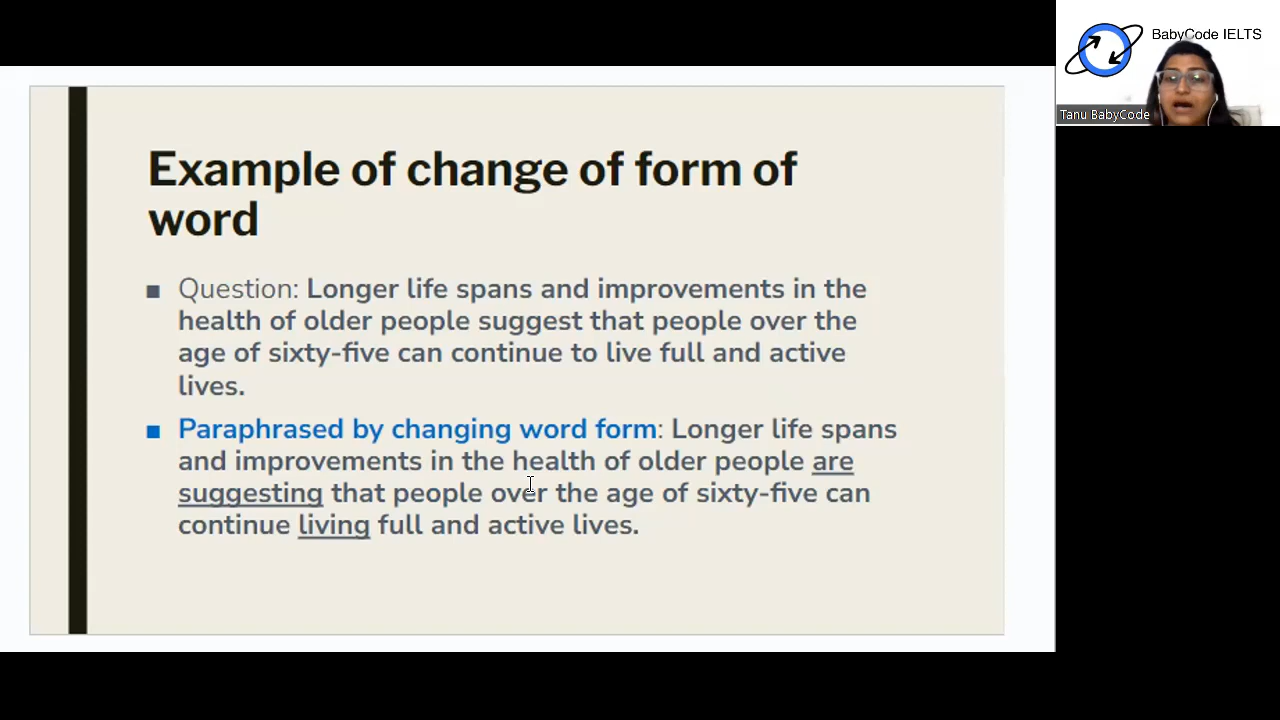 BabyCode IELTS
Tanu BabyCode
Example of change of form of
word
Question: Longer life spans and improvements in the
health of older people suggest that people over the
age of sixty-five can continue to live full and active
lives.
Paraphrased by changing word form: Longer life spans
and improvements in the health of older people are
suggesting that people over the age of sixty-five can
continue living full and active lives.